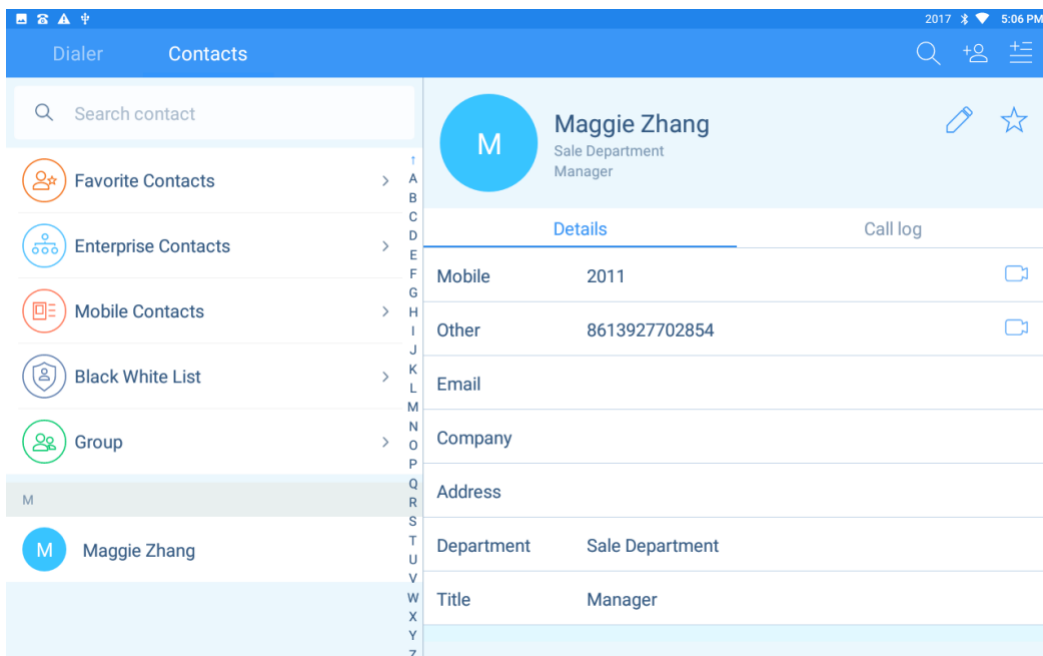 2017 5:06 PM
Dialer Contacts
Search contact
Favorite Contacts
Enterprise Contacts
Mobile Contacts
Black White List
Group
M
M Maggie Zhang
↑
A
B
C
D
E
F
G
H
I
J
K
L
M
N
O
P
Q
R
S
T
U
V
W
X
Y
Z
M
Maggie Zhang
Sale Department
Manager
Details Call log
Mobile 2011
Other 8613927702854
Email
Company
Address
Department Sale Department
Title Manager